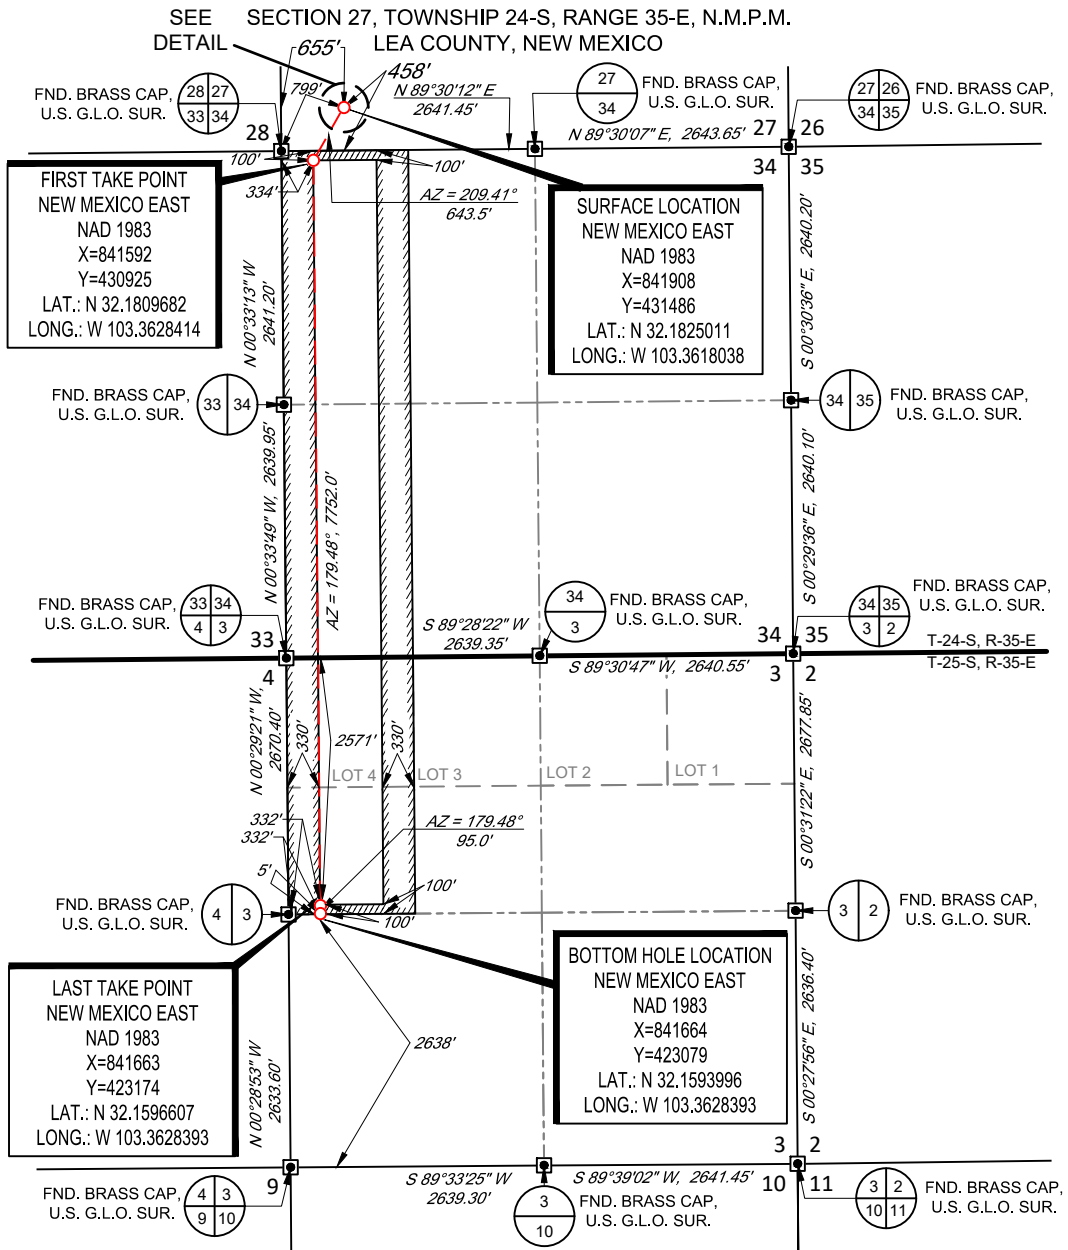 SEE
DETAIL
SECTION 27, TOWNSHIP 24-S, RANGE 35-E, N.M.P.M.
LEA COUNTY, NEW MEXICO
655'
458'
799'
FND. BRASS CAP,
U.S. G.L.O. SUR.
28 27
33 34
28
N 89°30'12" E
2641.45'
27
34
FND. BRASS CAP,
U.S. G.L.O. SUR.
N 89°30'07" E, 2643.65'
27 26
34 35
FND. BRASS CAP,
U.S. G.L.O. SUR.
27 26
34 35
100'
100'
334'
AZ = 209.41°
643.5'
FIRST TAKE POINT
NEW MEXICO EAST
NAD 1983
X=841592
Y=430925
LAT.: N 32.1809682
LONG.: W 103.3628414
SURFACE LOCATION
NEW MEXICO EAST
NAD 1983
X=841908
Y=431486
LAT.: N 32.1825011
LONG.: W 103.3618038
N 00°33'13" W
2641.20'
S 00°30'36" E, 2640.20'
FND. BRASS CAP,
U.S. G.L.O. SUR.
33 34
34 35
FND. BRASS CAP,
U.S. G.L.O. SUR.
N 00°33'49" W, 2639.95'
AZ = 179.48°, 7752.0'
S 00°29'36" E, 2640.10'
FND. BRASS CAP,
U.S. G.L.O. SUR.
33 34
4 3
33
4
S 89°28'22" W
2639.35'
34
3
FND. BRASS CAP,
U.S. G.L.O. SUR.
S 89°30'47" W, 2640.55'
34 35
3 2
34 35
3 2
FND. BRASS CAP,
U.S. G.L.O. SUR.
T-24-S, R-35-E
T-25-S, R-35-E
N 00°29'21" W,
2670.40'
330'
2571'
330'
LOT 4
LOT 3
LOT 2
LOT 1
S 00°31'22" E, 2677.85'
332'
332'
AZ = 179.48°
95.0'
5'
100'
100'
FND. BRASS CAP,
U.S. G.L.O. SUR.
4 3
3 2
FND. BRASS CAP,
U.S. G.L.O. SUR.
LAST TAKE POINT
NEW MEXICO EAST
NAD 1983
X=841663
Y=423174
LAT.: N 32.1596607
LONG.: W 103.3628393
BOTTOM HOLE LOCATION
NEW MEXICO EAST
NAD 1983
X=841664
Y=423079
LAT.: N 32.1593996
LONG.: W 103.3628393
N 00°28'53" W
2633.60'
2638'
S 00°27'56" E, 2636.40'
FND. BRASS CAP,
U.S. G.L.O. SUR.
4 3
9 10
9
S 89°33'25" W
2639.30'
3
10
FND. BRASS CAP,
U.S. G.L.O. SUR.
S 89°39'02" W, 2641.45'
3 2
10 11
3 2
10 11
FND. BRASS CAP,
U.S. G.L.O. SUR.